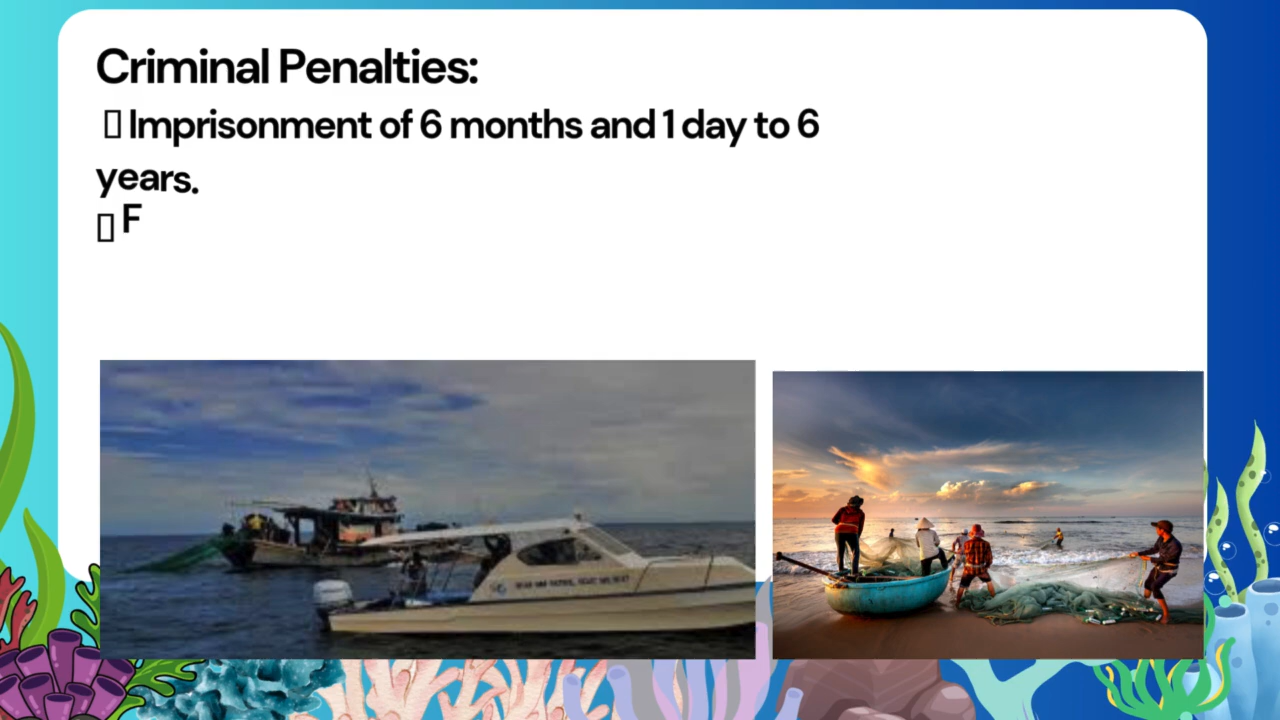 Criminal Penalties:
▯ Imprisonment of 6 months and 1 day to 6
years.
▯ F